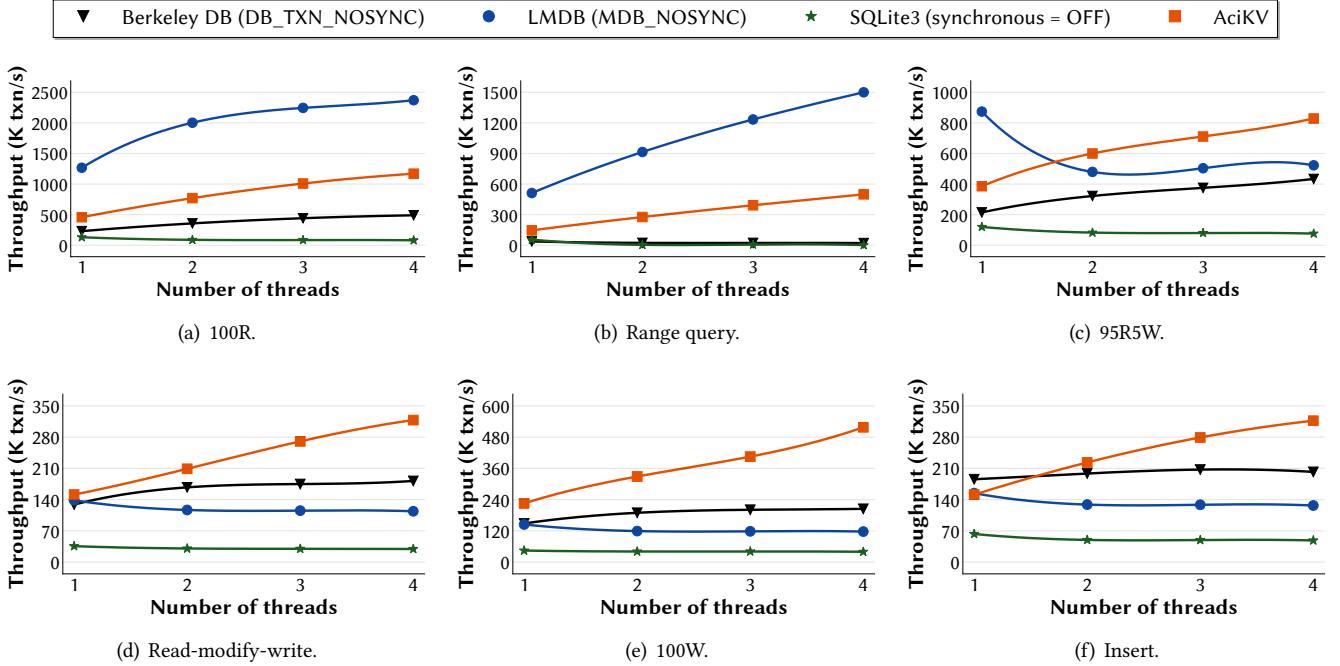 Berkeley DB (DB_TXN_NOSYNC) LMDB (MDB_NOSYNC) SQLite3 (synchronous = OFF) AciKV
Throughput (K txn/s)
2500
2000
1500
1000
500
0
1 2 3 4
Number of threads
(a) 100R.
Throughput (K txn/s)
1500
1200
900
600
300
0
1 2 3 4
Number of threads
(b) Range query.
Throughput (K txn/s)
1000
800
600
400
200
0
1 2 3 4
Number of threads
(c) 95R5W.
Throughput (K txn/s)
350
280
210
140
70
0
1 2 3 4
Number of threads
(d) Read-modify-write.
Throughput (K txn/s)
600
480
360
240
120
0
1 2 3 4
Number of threads
(e) 100W.
Throughput (K txn/s)
350
280
210
140
70
0
1 2 3 4
Number of threads
(f) Insert.